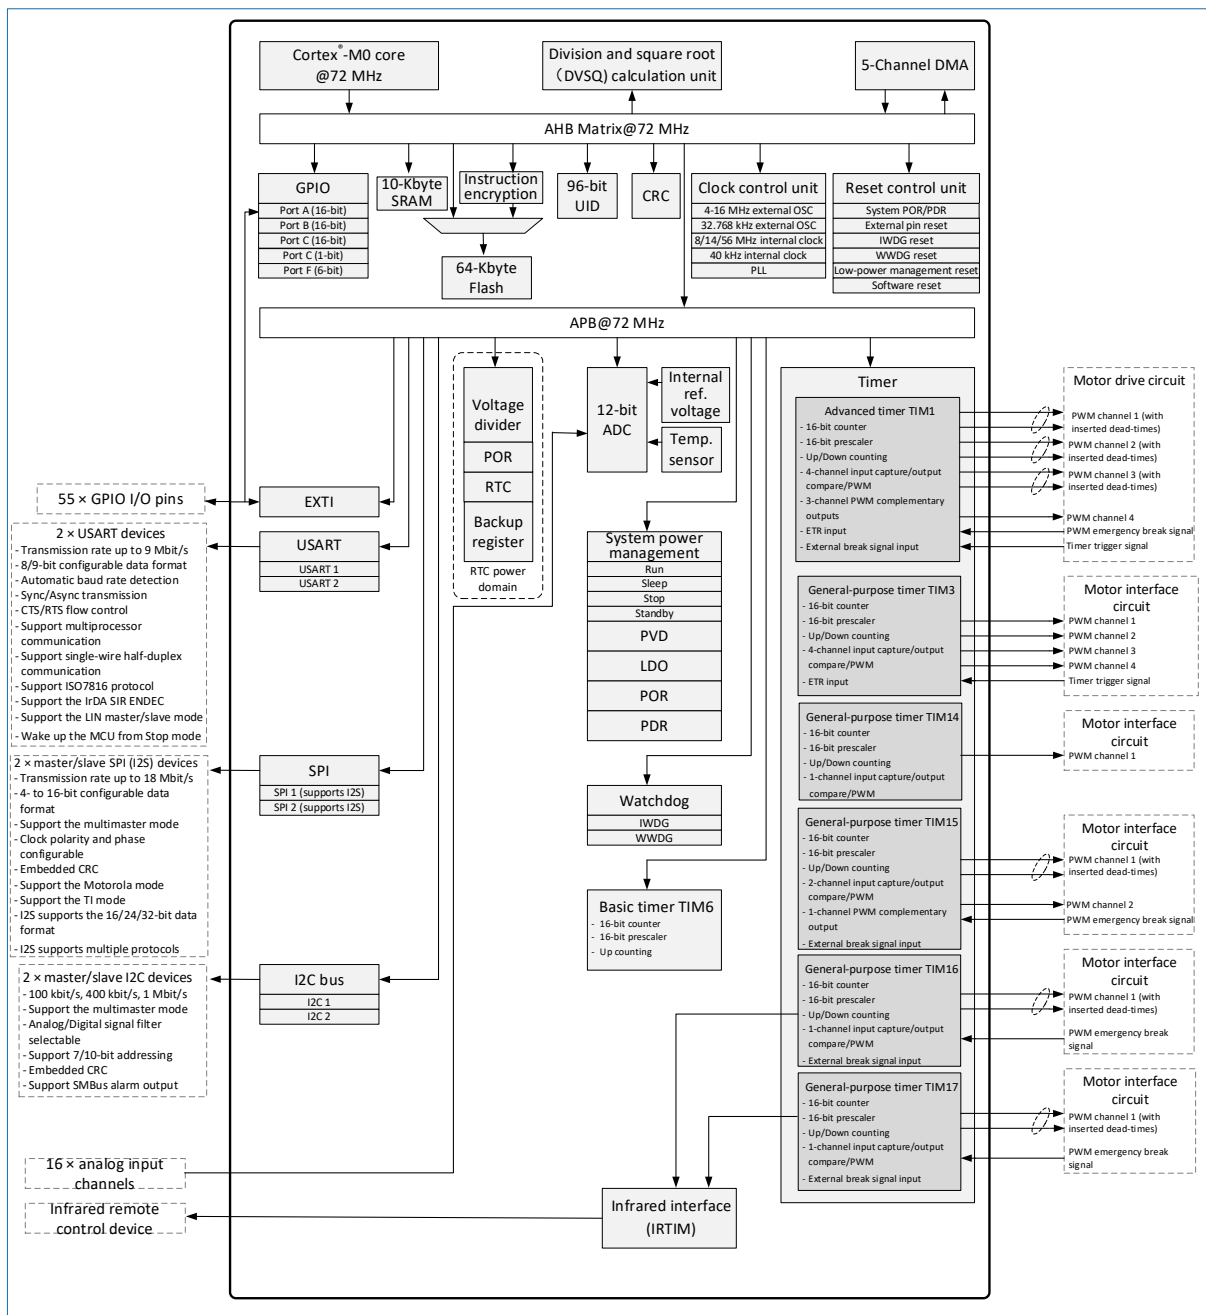 Cortex®-M0 core
@72 MHz
Division and square root
(DVSQ) calculation unit
5-Channel DMA
AHB Matrix@72 MHz
GPIO
Port A (16-bit)
Port B (16-bit)
Port C (16-bit)
Port C (1-bit)
Port F (6-bit)
10-Kbyte
SRAM
Instruction
encryption
64-Kbyte
Flash
96-bit
UID
CRC
Clock control unit
4-16 MHz external OSC
32.768 kHz external OSC
8/14/56 MHz internal clock
40 kHz internal clock
PLL
Reset control unit
System POR/PDR
External pin reset
IWDG reset
WWDG reset
Low-power management reset
Software reset
APB@72 MHz
Voltage
divider
POR
RTC
Backup
register
RTC power
domain
12-bit
ADC
Internal
ref.
voltage
Temp.
sensor
55 × GPIO I/O pins
EXTI
2 × USART devices
- Transmission rate up to 9 Mbit/s
- 8/9-bit configurable data format
- Automatic baud rate detection
- Sync/Async transmission
- CTS/RTS flow control
- Support multiprocessor
communication
- Support single-wire half-duplex
communication
- Support ISO7816 protocol
- Support the IrDA SIR ENDEC
- Support the LIN master/slave mode
- Wake up the MCU from Stop mode
USART
USART 1
USART 2
2 × master/slave SPI (I2S) devices
- Transmission rate up to 18 Mbit/s
- 4- to 16-bit configurable data
format
- Support the multimaster mode
- Clock polarity and phase
configurable
- Embedded CRC
- Support the Motorola mode
- Support the TI mode
- I2S supports the 16/24/32-bit data
format
- I2S supports multiple protocols
SPI
SPI 1 (supports I2S)
SPI 2 (supports I2S)
2 × master/slave I2C devices
- 100 kbit/s, 400 kbit/s, 1 Mbit/s
- Support the multimaster mode
- Analog/Digital signal filter
selectable
- Support 7/10-bit addressing
- Embedded CRC
- Support SMBus alarm output
I2C bus
I2C 1
I2C 2
16 × analog input
channels
Infrared remote
control device
System power
management
Run
Sleep
Stop
Standby
PVD
LDO
POR
PDR
Watchdog
IWDG
WWDG
Basic timer TIM6
- 16-bit counter
- 16-bit prescaler
- Up counting
Infrared interface
(IRTIM)
Timer
Advanced timer TIM1
- 16-bit counter
- 16-bit prescaler
- Up/Down counting
- 4-channel input capture/output
compare/PWM
- 3-channel PWM complementary
outputs
- ETR input
- External break signal input
Motor drive circuit
PWM channel 1 (with
inserted dead-times)
PWM channel 2 (with
inserted dead-times)
PWM channel 3 (with
inserted dead-times)
PWM channel 4
PWM emergency break signal
Timer trigger signal
General-purpose timer TIM3
- 16-bit counter
- 16-bit prescaler
- Up/Down counting
- 4-channel input capture/output
compare/PWM
- ETR input
Motor interface
circuit
PWM channel 1
PWM channel 2
PWM channel 3
PWM channel 4
Timer trigger signal
General-purpose timer TIM14
- 16-bit counter
- 16-bit prescaler
- Up/Down counting
- 1-channel input capture/output
compare/PWM
Motor interface
circuit
PWM channel 1
General-purpose timer TIM15
- 16-bit counter
- 16-bit prescaler
- Up/Down counting
- 2-channel input capture/output
compare/PWM
- 1-channel PWM complementary
output
- External break signal input
Motor interface
circuit
PWM channel 1 (with
inserted dead-times)
PWM channel 2
PWM emergency break signal
General-purpose timer TIM16
- 16-bit counter
- 16-bit prescaler
- Up/Down counting
- 1-channel input capture/output
compare/PWM
- External break signal input
Motor interface
circuit
PWM channel 1 (with
inserted dead-times)
PWM emergency break
signal
General-purpose timer TIM17
- 16-bit counter
- 16-bit prescaler
- Up/Down counting
- 1-channel input capture/output
compare/PWM
- External break signal input
Motor interface
circuit
PWM channel 1 (with
inserted dead-times)
PWM emergency break
signal